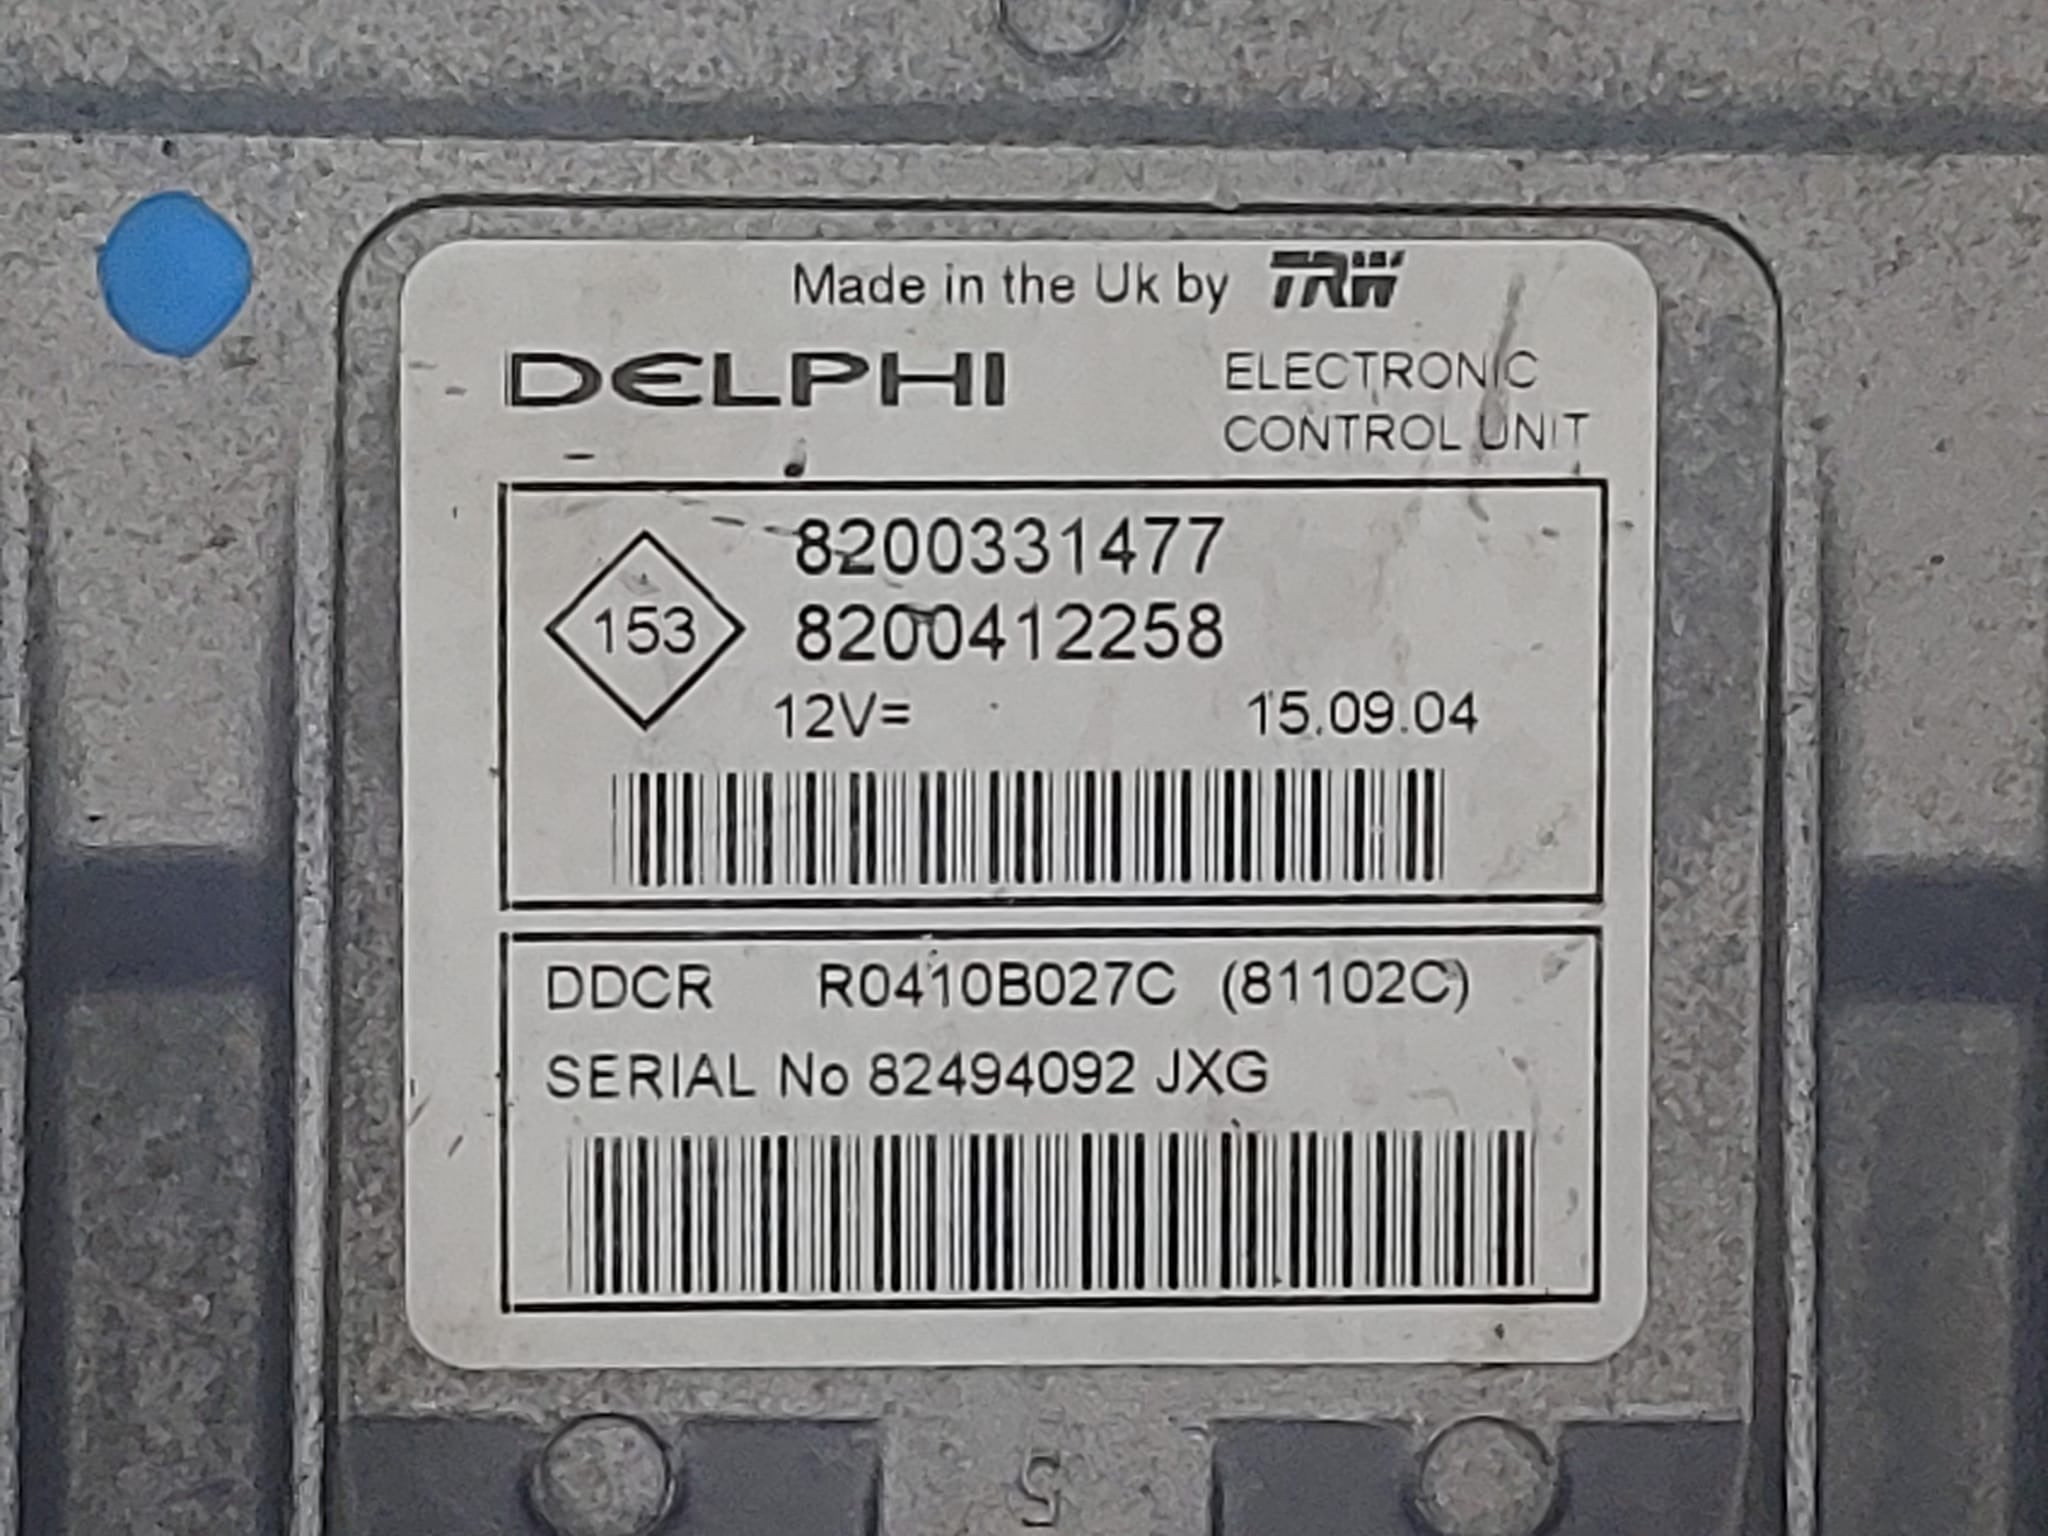 Made in the Uk by TRW
DELPHI
ELECTRONIC
CONTROL UNIT
153
8200331477
8200412258
12V=
15.09.04
DDCR R0410B027C (81102C)
SERIAL No 82494092 JXG
5